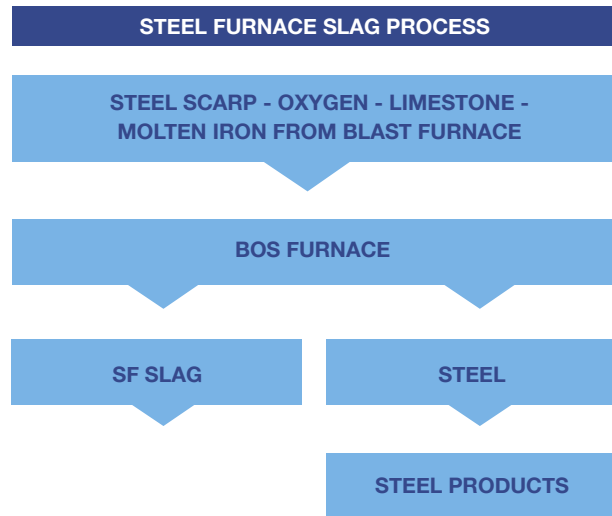 STEEL FURNACE SLAG PROCESS
STEEL SCARP - OXYGEN - LIMESTONE -
MOLTEN IRON FROM BLAST FURNACE
BOS FURNACE
SF SLAG
STEEL
STEEL PRODUCTS